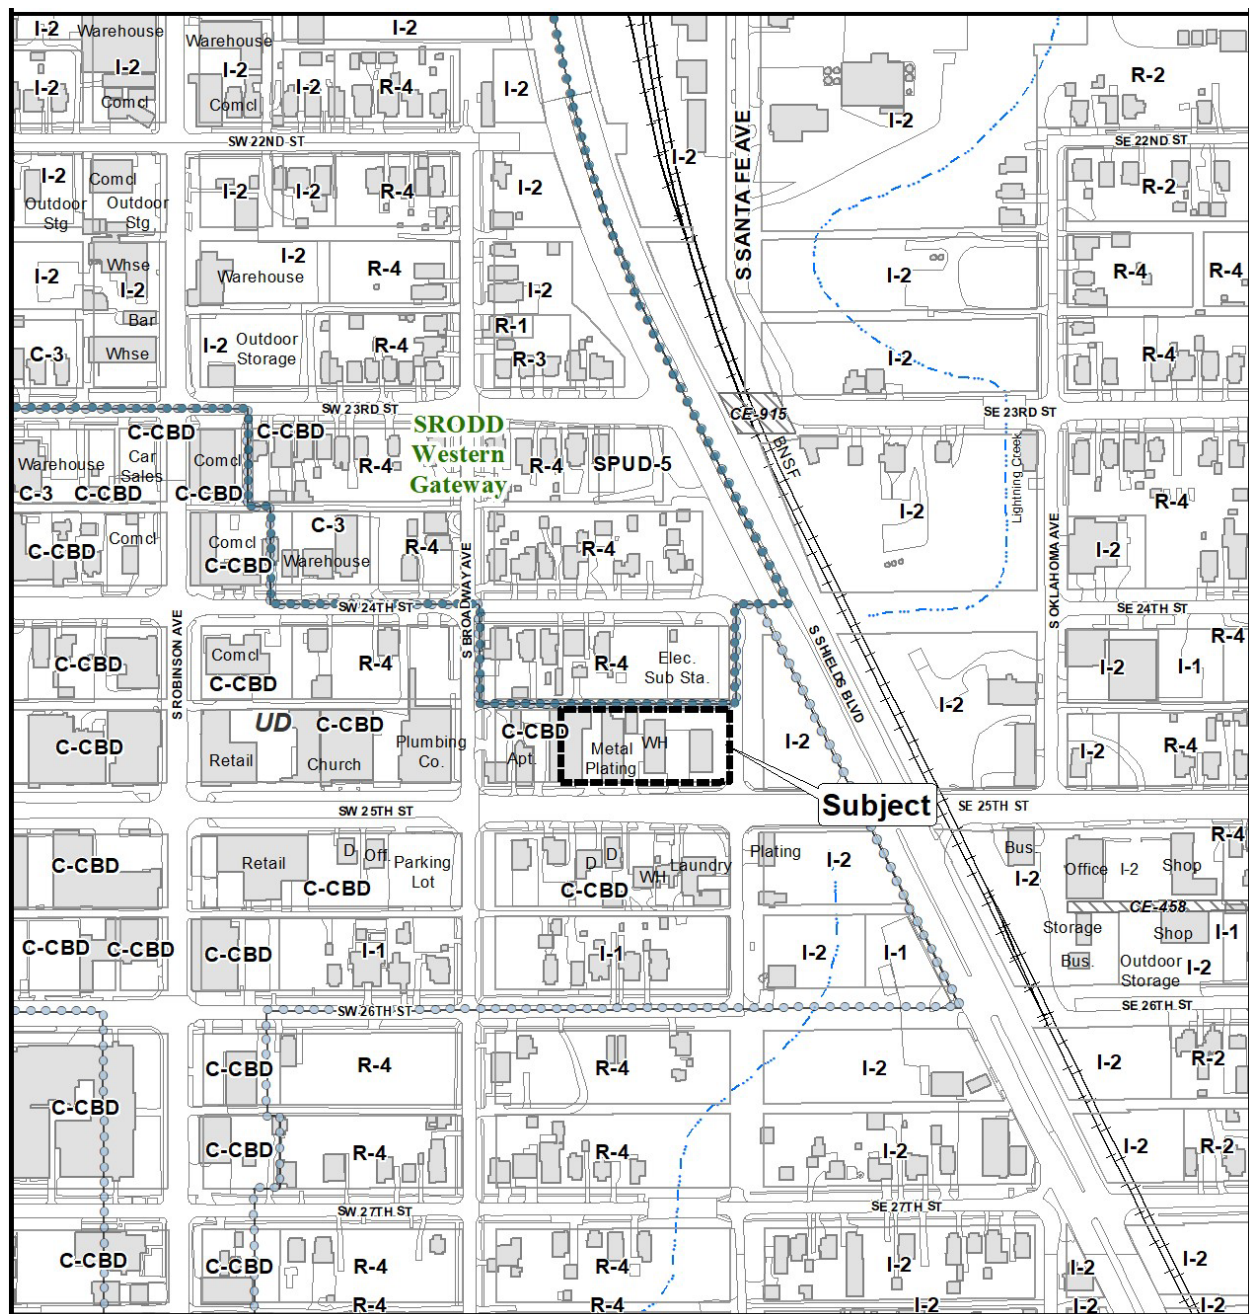 I-2
Warehouse
I-2
Comcl
I-2
Warehouse
I-2
Comcl
I-2
I-2
R-4
I-2
I-2
I-2
R-2
SW 22ND ST
SE 22ND ST
S SANTA FE AVE
I-2
Outdoor
Stg
Comcl
Outdoor
Stg
I-2
I-2
R-4
I-2
R-2
I-2
Whse
I-2
Bar
Whse
C-3
I-2
Warehouse
R-4
I-2
R-1
R-3
I-2
R-4
R-4
I-2
Outdoor
Storage
R-4
I-2
R-4
SW 23RD ST
SE 23RD ST
CE-915
BNSF
SRODD
Western
Gateway
Warehouse
C-3
C-CBD
Car
Sales
C-CBD
Comcl
C-CBD
C-CBD
R-4
R-4
SPUD-5
I-2
Lightning Creek
R-4
C-CBD
Comcl
Comcl
C-CBD
C-3
Warehouse
R-4
R-4
I-2
S BROADWAY AVE
S OKLAHOMA AVE
SW 24TH ST
SE 24TH ST
S ROBINSON AVE
S SHIELDS BLVD
C-CBD
Comcl
C-CBD
R-4
R-4
Elec.
Sub Sta.
I-2
I-2
I-1
R-4
C-CBD
UD
Retail
C-CBD
Church
Plumbing
Co.
C-CBD
Apt.
Metal
Plating
WH
I-2
I-2
R-4
Subject
SW 25TH ST
SE 25TH ST
C-CBD
Retail
D
Off.
C-CBD
Parking
Lot
D
D
C-CBD
WH
Laundry
Plating
I-2
Bus.
I-2
Office
I-2
Shop
R-4
CE-458
C-CBD
C-CBD
C-CBD
I-1
I-1
I-2
I-1
Storage
Bus.
Shop
Outdoor
Storage
I-2
I-1
SW 26TH ST
SE 26TH ST
C-CBD
C-CBD
R-4
R-4
I-2
I-2
R-2
C-CBD
R-4
R-4
I-2
I-2
R-2
SW 27TH ST
SE 27TH ST
C-CBD
C-CBD
R-4
R-4
R-4
R-4
I-2
I-2
I-2
I-2
I-2